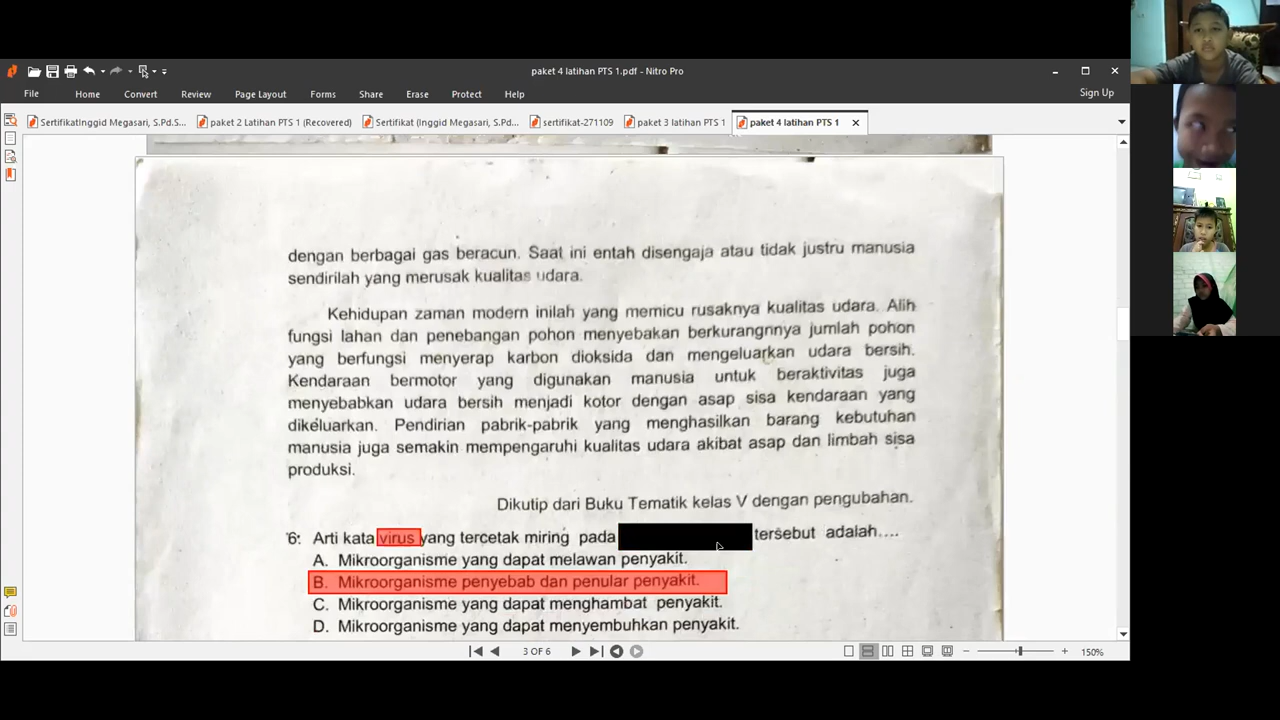 paket 4 latihan PTS 1.pdf - Nitro Pro
File Home Convert Review Page Layout Forms Share Erase Protect Help Sign Up
SertifikatInggid Megasari, S.Pd.S... paket 2 Latihan PTS 1 (Recovered) Sertifikat (Inggid Megasari, S.Pd... sertifikat-271109 paket 3 latihan PTS 1 paket 4 latihan PTS 1
dengan berbagai gas beracun. Saat ini entah disengaja atau tidak justru manusia
sendirilah yang merusak kualitas udara.
Kehidupan zaman modern inilah yang memicu rusaknya kualitas udara. Alih
fungsi lahan dan penebangan pohon menyebakan berkurangnnya jumlah pohon
yang berfungsi menyerap karbon dioksida dan mengeluarkan udara bersih.
Kendaraan bermotor yang digunakan manusia untuk beraktivitas juga
menyebabkan udara bersih menjadi kotor dengan asap sisa kendaraan yang
dikeluarkan. Pendirian pabrik-pabrik yang menghasilkan barang kebutuhan
manusia juga semakin mempengaruhi kualitas udara akibat asap dan limbah sisa
produksi.
Dikutip dari Buku Tematik kelas V dengan pengubahan.
6. Arti kata virus yang tercetak miring pada tersebut adalah....
A. Mikroorganisme yang dapat melawan penyakit.
B. Mikroorganisme penyebab dan penular penyakit.
C. Mikroorganisme yang dapat menghambat penyakit.
D. Mikroorganisme yang dapat menyembuhkan penyakit.
3 OF 6 150%